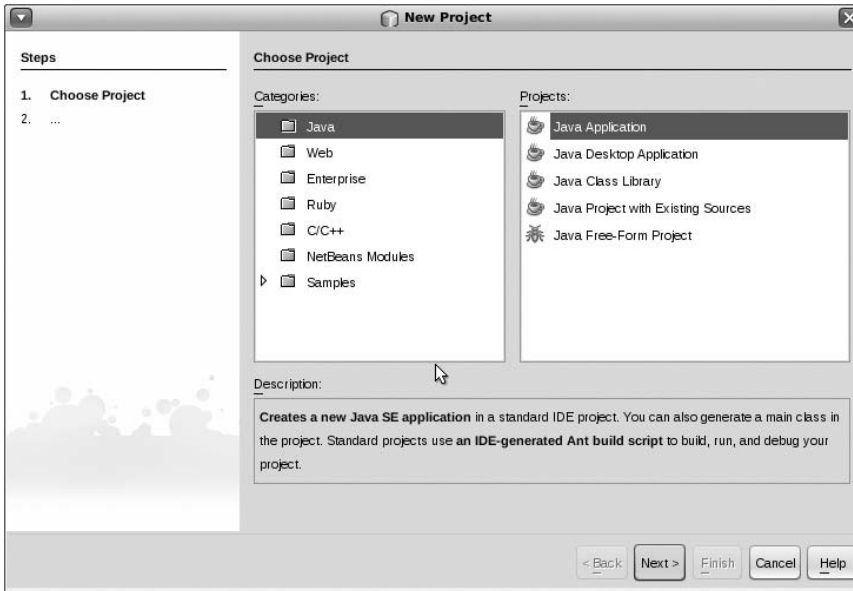 New Project
Steps
1. Choose Project
2. ...
Choose Project
Categories:
Java
Web
Enterprise
Ruby
C/C++
NetBeans Modules
Samples
Projects:
Java Application
Java Desktop Application
Java Class Library
Java Project with Existing Sources
Java Free-Form Project
Description:
Creates a new Java SE application in a standard IDE project. You can also generate a main class in
the project. Standard projects use an IDE-generated Ant build script to build, run, and debug your
project.
< Back Next > Finish Cancel Help